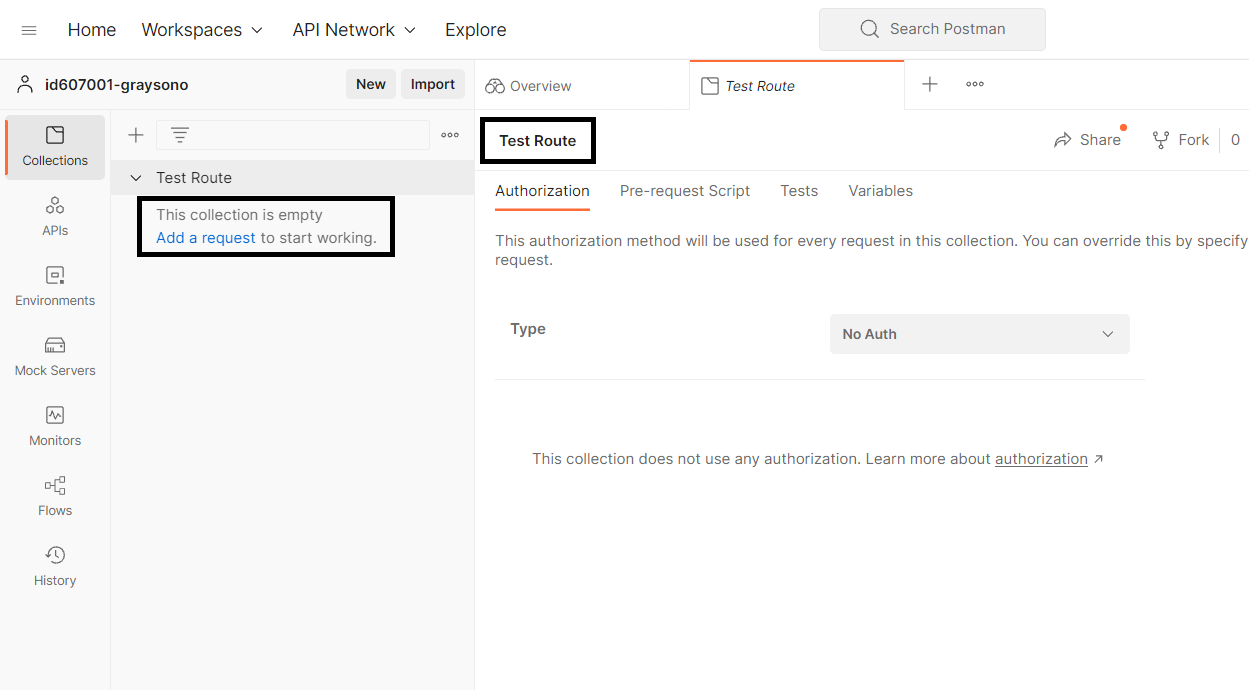 Home Workspaces API Network Explore Search Postman
id607001-graysono New Import
Overview Test Route
Collections
APIs
Environments
Mock Servers
Monitors
Flows
History
Test Route
This collection is empty
Add a request to start working.
Test Route Share Fork 0
Authorization Pre-request Script Tests Variables
This authorization method will be used for every request in this collection. You can override this by specify
request.
Type No Auth
This collection does not use any authorization. Learn more about authorization ↗